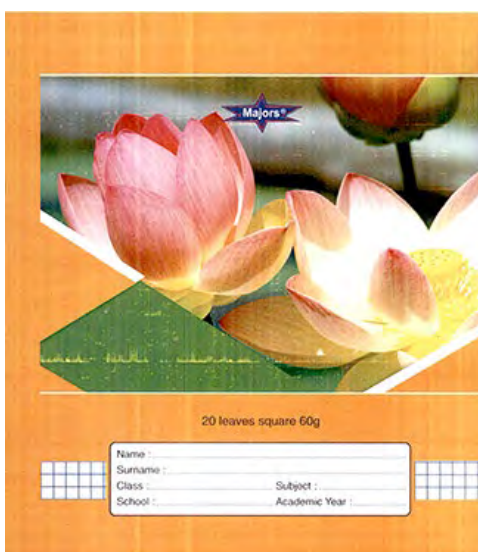 Majors®
20 leaves square 60g
Name :
Surname :
Class : Subject :
School : Academic Year :